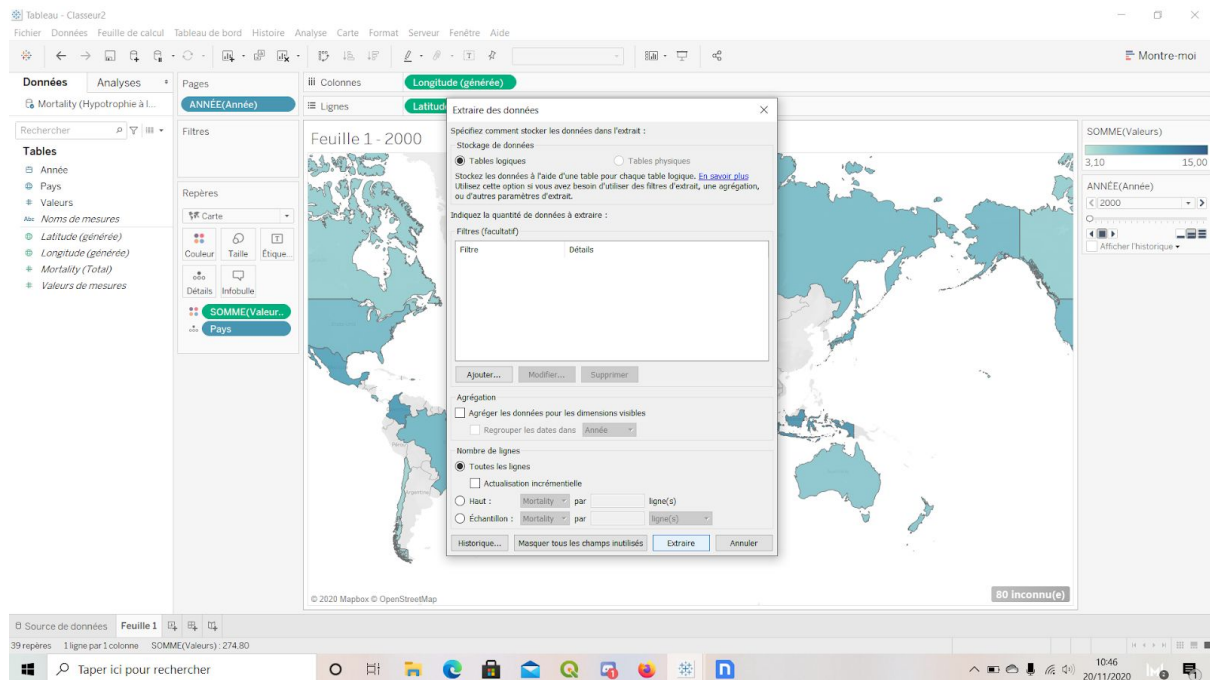 Tableau - Classeur2
Fichier Données Feuille de calcul Tableau de bord Histoire Analyse Carte Format Serveur Fenêtre Aide
Montre-moi
Données Analyses
Pages
Colonnes Longitude (générée)
Mortality (Hypotrophie à l...
ANNÉE(Année)
Lignes Latitude
Rechercher
Filtres
Feuille 1 - 2000
Tables
Année
Pays
Valeurs
Abc Noms de mesures
Latitude (générée)
Longitude (générée)
Mortality (Total)
Valeurs de mesures
Repères
Carte
Couleur Taille Étique...
Détails Infobulle
SOMME(Valeur..
Pays
Extraire des données
Spécifiez comment stocker les données dans l'extrait :
Stockage de données
Tables logiques Tables physiques
Stockez les données à l'aide d'une table pour chaque table logique. En savoir plus
Utilisez cette option si vous avez besoin d'utiliser des filtres d'extrait, une agrégation,
ou d'autres paramètres d'extrait.
Indiquez la quantité de données à extraire :
Filtres (facultatif)
Filtre Détails
Ajouter... Modifier... Supprimer
Agrégation
Agréger les données pour les dimensions visibles
Regrouper les dates dans Année
Nombre de lignes
Toutes les lignes
Actualisation incrémentielle
Haut : Mortality par ligne(s)
Échantillon : Mortality par ligne(s)
Historique... Masquer tous les champs inutilisés Extraire Annuler
SOMME(Valeurs)
3,10 15,00
ANNÉE(Année)
2000
Afficher l'historique
Argentina
© 2020 Mapbox © OpenStreetMap
80 inconnu(e)
Source de données Feuille 1
39 repères 1 ligne par 1 colonne SOMME(Valeurs) : 274,80
Taper ici pour rechercher
10:46
20/11/2020